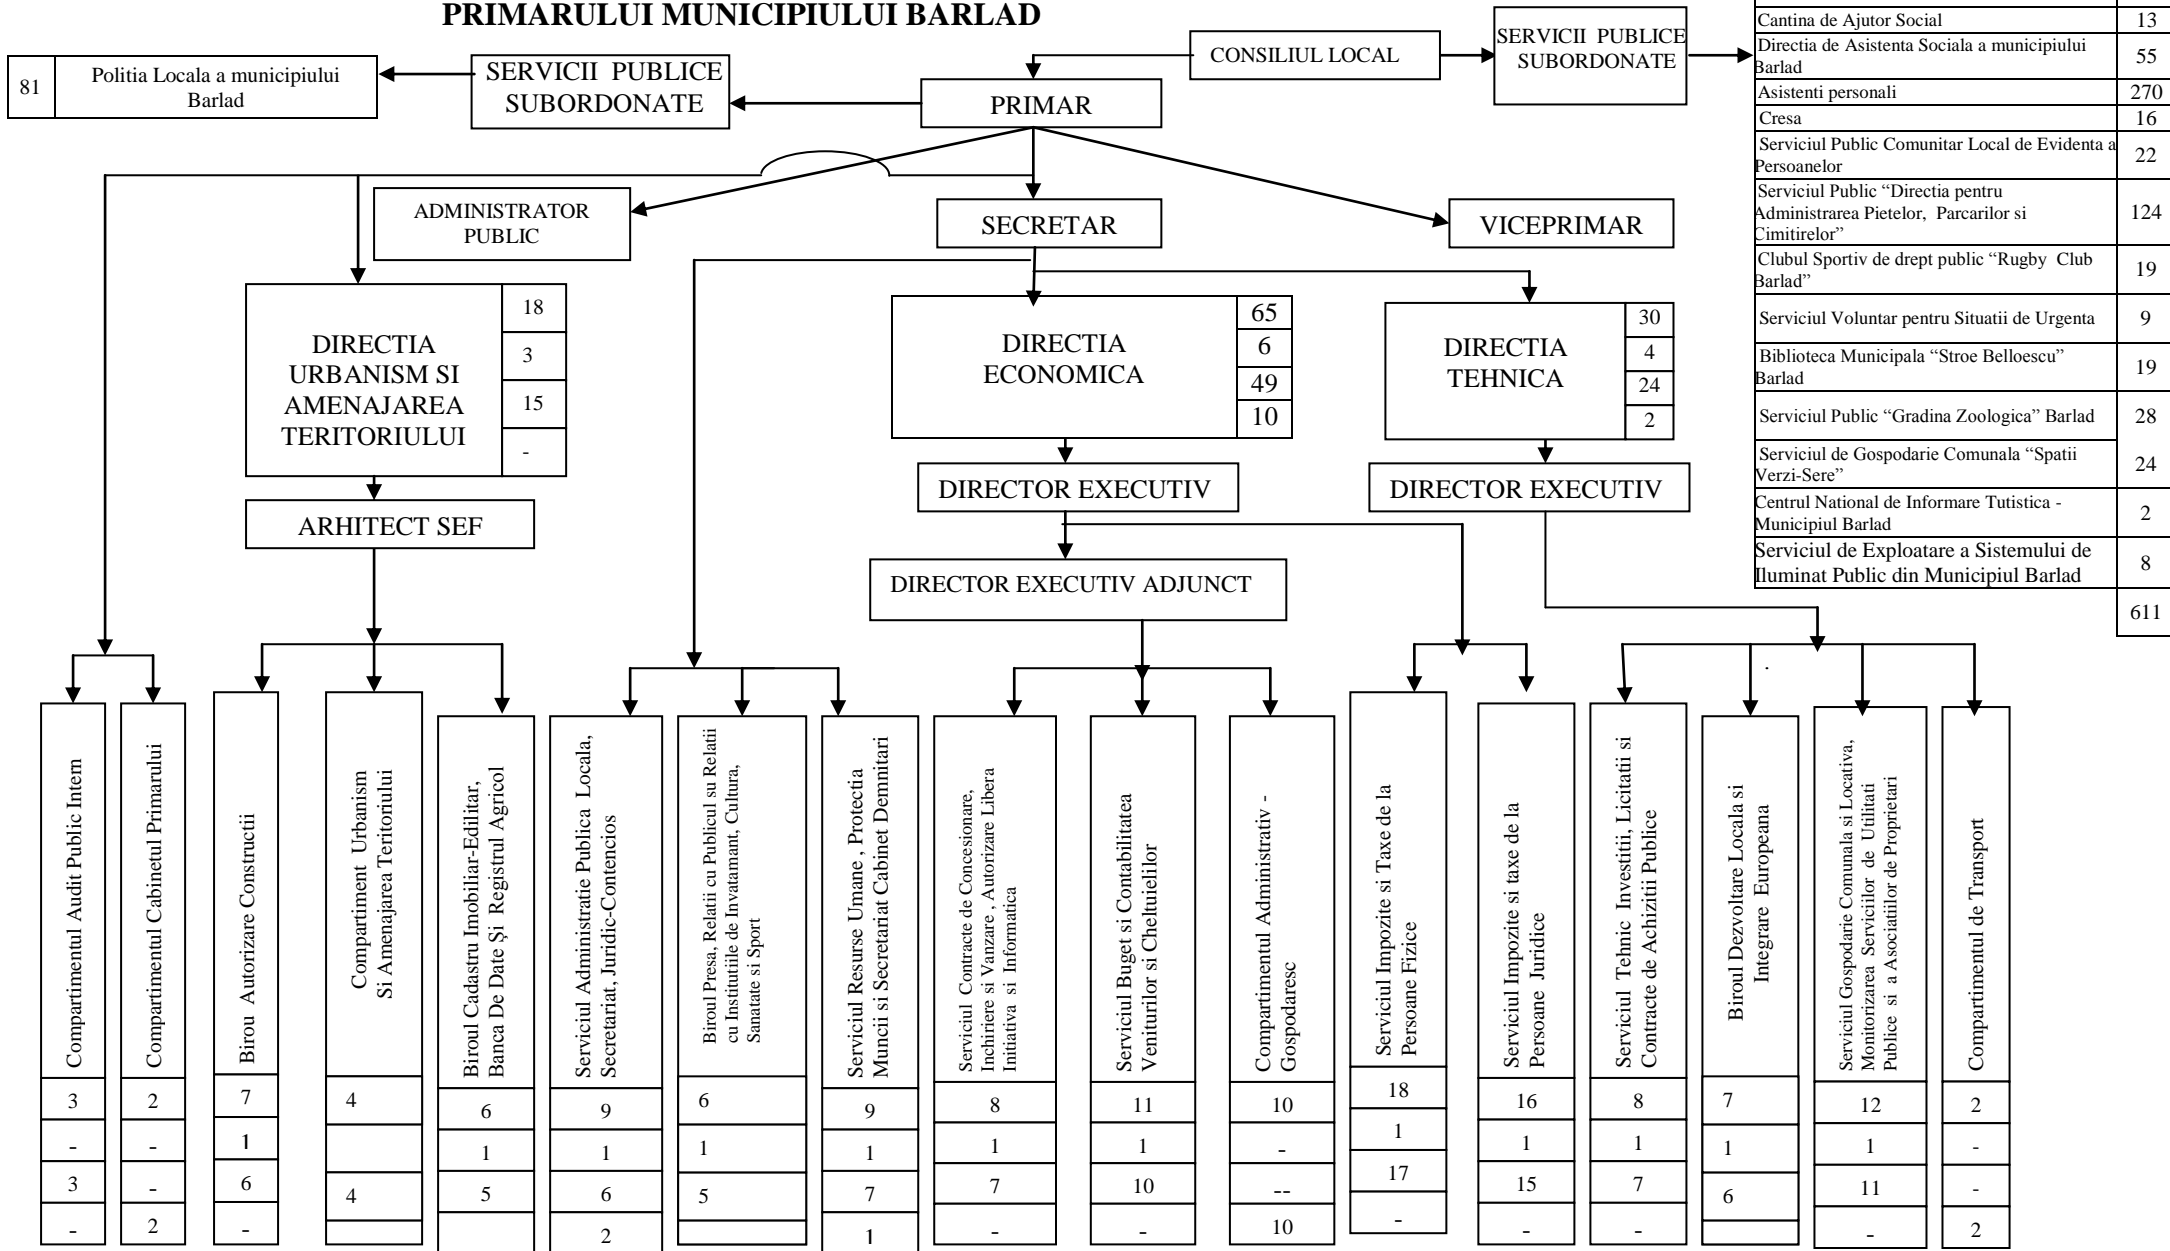 PRIMARULUI MUNICIPIULUI BARLAD
81
Politia Locala a municipiului
Barlad
SERVICII PUBLICE
SUBORDONATE
PRIMAR
CONSILIUL LOCAL
SERVICII PUBLICE
SUBORDONATE
Cantina de Ajutor Social 13
Directia de Asistenta Sociala a municipiului
Barlad 55
Asistenti personali 270
Cresa 16
Serviciul Public Comunitar Local de Evidenta a
Persoanelor 22
Serviciul Public “Directia pentru
Administrarea Pietelor, Parcarilor si
Cimitirelor” 124
Clubul Sportiv de drept public “Rugby Club
Barlad” 19
Serviciul Voluntar pentru Situatii de Urgenta 9
Biblioteca Municipala “Stroe Belloescu”
Barlad 19
Serviciul Public “Gradina Zoologica” Barlad 28
Serviciul de Gospodarie Comunala “Spatii
Verzi-Sere” 24
Centrul National de Informare Tutistica -
Municipiul Barlad 2
Serviciul de Exploatare a Sistemului de
Iluminat Public din Municipiul Barlad 8
611
ADMINISTRATOR
PUBLIC
SECRETAR
VICEPRIMAR
DIRECTIA
URBANISM SI
AMENAJAREA
TERITORIULUI
18
3
15
-
DIRECTIA
ECONOMICA
65
6
49
10
DIRECTIA
TEHNICA
30
4
24
2
ARHITECT SEF
DIRECTOR EXECUTIV
DIRECTOR EXECUTIV
DIRECTOR EXECUTIV ADJUNCT
.
Compartimentul Audit Public Intern
3
-
3
-
Compartimentul Cabinetul Primarului
2
-
-
2
Birou Autorizare Constructii
7
1
6
-
Compartiment Urbanism
Si Amenajarea Teritoriului
4
4
Biroul Cadastru Imobiliar-Edilitar,
Banca De Date Şi Registrul Agricol
6
1
5
Serviciul Administratie Publica Locala,
Secretariat, Juridic-Contencios
9
1
6
2
Biroul Presa, Relatii cu Publicul su Relatii
cu Institutiile de Invatamant, Cultura,
Sanatate si Sport
6
1
5
Serviciul Resurse Umane , Protectia
Muncii si Secretariat Cabinet Demnitari
9
1
7
1
Serviciul Contracte de Concesionare,
Inchiriere si Vanzare , Autorizare Libera
Initiativa si Informatica
8
1
7
-
Serviciul Buget si Contabilitatea
Veniturilor si Cheltuielilor
11
1
10
-
Compartimentul Administrativ -
Gospodaresc
10
-
--
10
Serviciul Impozite si Taxe de la
Persoane Fizice
18
1
17
-
Serviciul Impozite si taxe de la
Persoane Juridice
16
1
15
-
Serviciul Tehnic Investitii, Licitatii si
Contracte de Achizitii Publice
8
1
7
-
Biroul Dezvoltare Locala si
Integrare Europeana
7
1
6
Serviciul Gospodarie Comunala si Locativa,
Monitorizarea Serviciilor de Utilitati
Publice si a Asociatiilor de Proprietari
12
1
11
-
Compartimentul de Transport
2
-
-
2